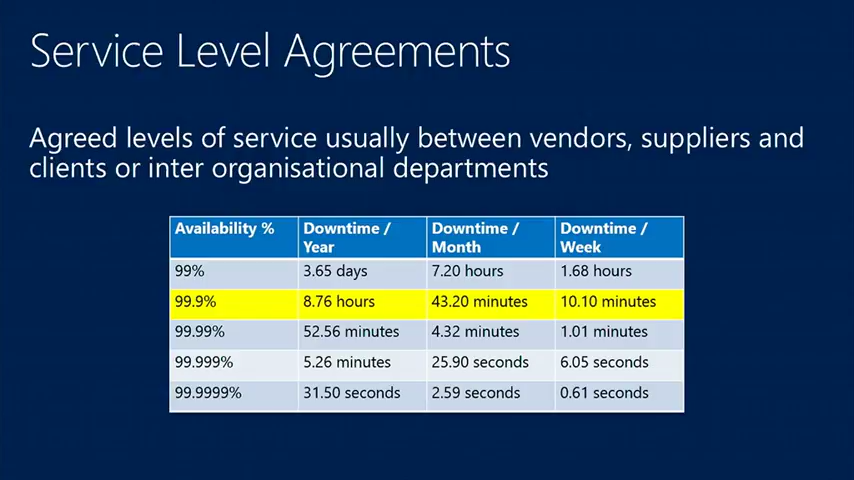 Service Level Agreements
Agreed levels of service usually between vendors, suppliers and
clients or inter organisational departments
Availability % Downtime / Year Downtime / Month Downtime / Week
99% 3.65 days 7.20 hours 1.68 hours
99.9% 8.76 hours 43.20 minutes 10.10 minutes
99.99% 52.56 minutes 4.32 minutes 1.01 minutes
99.999% 5.26 minutes 25.90 seconds 6.05 seconds
99.9999% 31.50 seconds 2.59 seconds 0.61 seconds